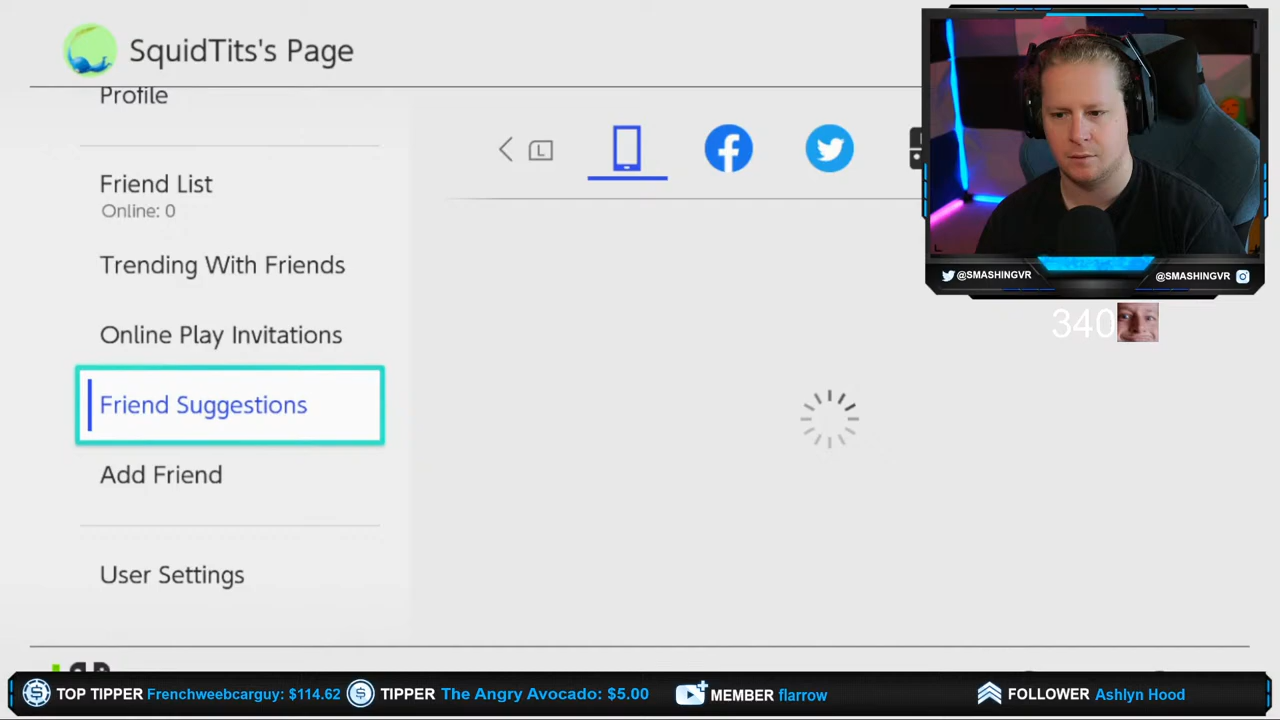 SquidTits's Page
Profile
Friend List
Online: 0
Trending With Friends
Online Play Invitations
Friend Suggestions
Add Friend
User Settings
L
@SMASHINGVR
@SMASHINGVR
340
TOP TIPPER Frenchweebcarguy: $114.62
TIPPER The Angry Avocado: $5.00
MEMBER flarrow
FOLLOWER Ashlyn Hood